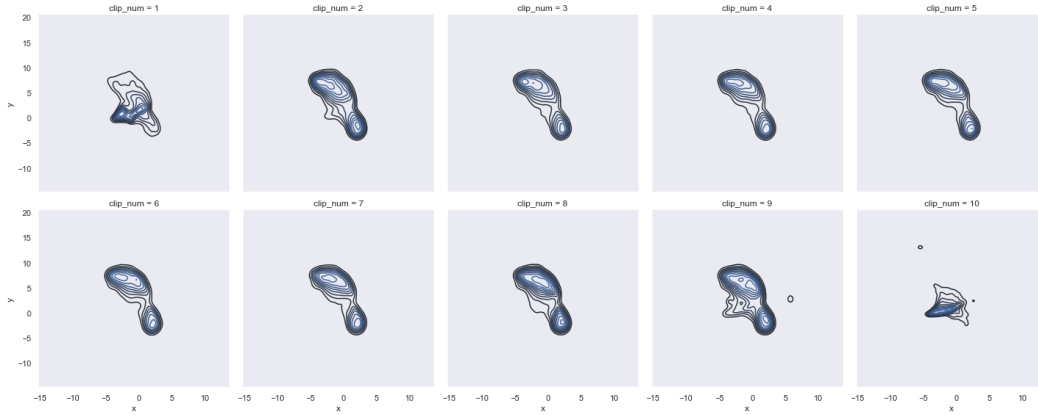 clip_num = 1
clip_num = 2
clip_num = 3
clip_num = 4
clip_num = 5
20
15
10
5
0
−5
−10
y
clip_num = 6
clip_num = 7
clip_num = 8
clip_num = 9
clip_num = 10
20
15
10
5
0
−5
−10
y
−15 −10 −5 0 5 10
−15 −10 −5 0 5 10
−15 −10 −5 0 5 10
−15 −10 −5 0 5 10
−15 −10 −5 0 5 10
x
x
x
x
x